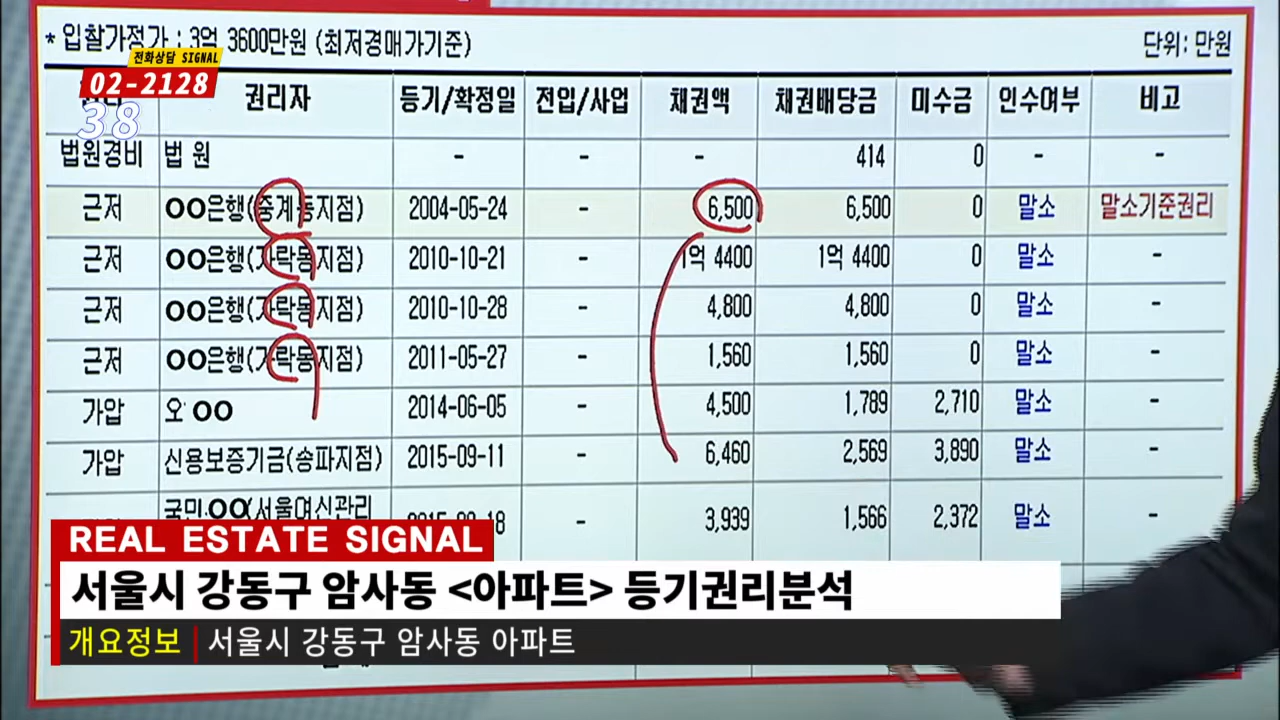 * 입찰가정가 : 3억 3600만원 (최저경매가기준) 단위: 만원
전화상담 SIGNAL
02-2128
38
권리자 등기/확정일 전입/사업 채권액 채권배당금 미수금 인수여부 비고
법원경비 법 원 - - - 414 0 - -
근저 OO은행(중계동지점) 2004-05-24 - 6,500 6,500 0 말소 말소기준권리
근저 OO은행(가락동지점) 2010-10-21 - 1억 4400 1억 4400 0 말소 -
근저 OO은행(가락동지점) 2010-10-28 - 4,800 4,800 0 말소 -
근저 OO은행(가락동지점) 2011-05-27 - 1,560 1,560 0 말소 -
가압 오OO 2014-06-05 - 4,500 1,789 2,710 말소 -
가압 신용보증기금(송파지점) 2015-09-11 - 6,460 2,569 3,890 말소 -
국민OO(서울여신관리 - 3,939 1,566 2,372 말소 -
REAL ESTATE SIGNAL
서울시 강동구 암사동 <아파트> 등기권리분석
개요정보 서울시 강동구 암사동 아파트